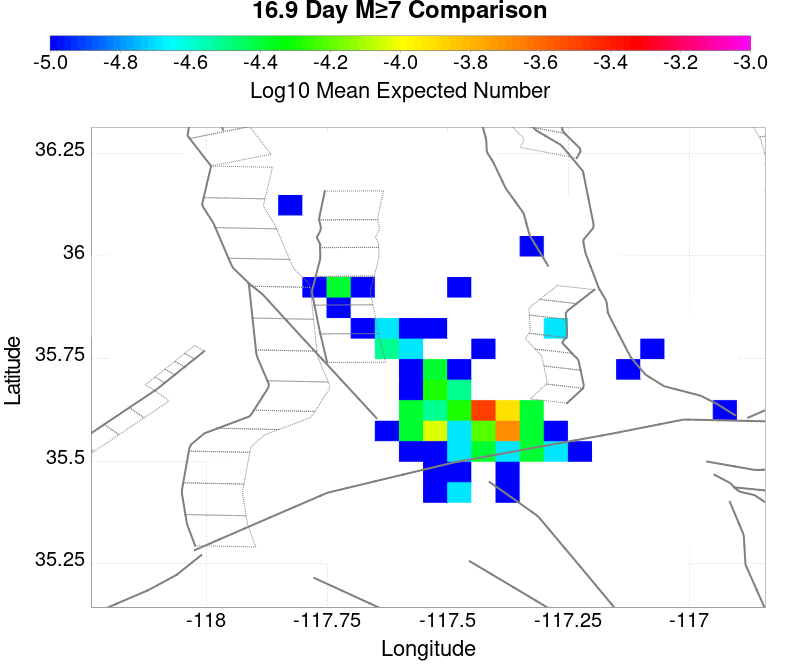 16.9 Day M≥7 Comparison
-5.0 -4.8 -4.6 -4.4 -4.2 -4.0 -3.8 -3.6 -3.4 -3.2 -3.0
Log10 Mean Expected Number
36.25
36
35.75
35.5
35.25
Latitude
-118 -117.75 -117.5 -117.25 -117
Longitude